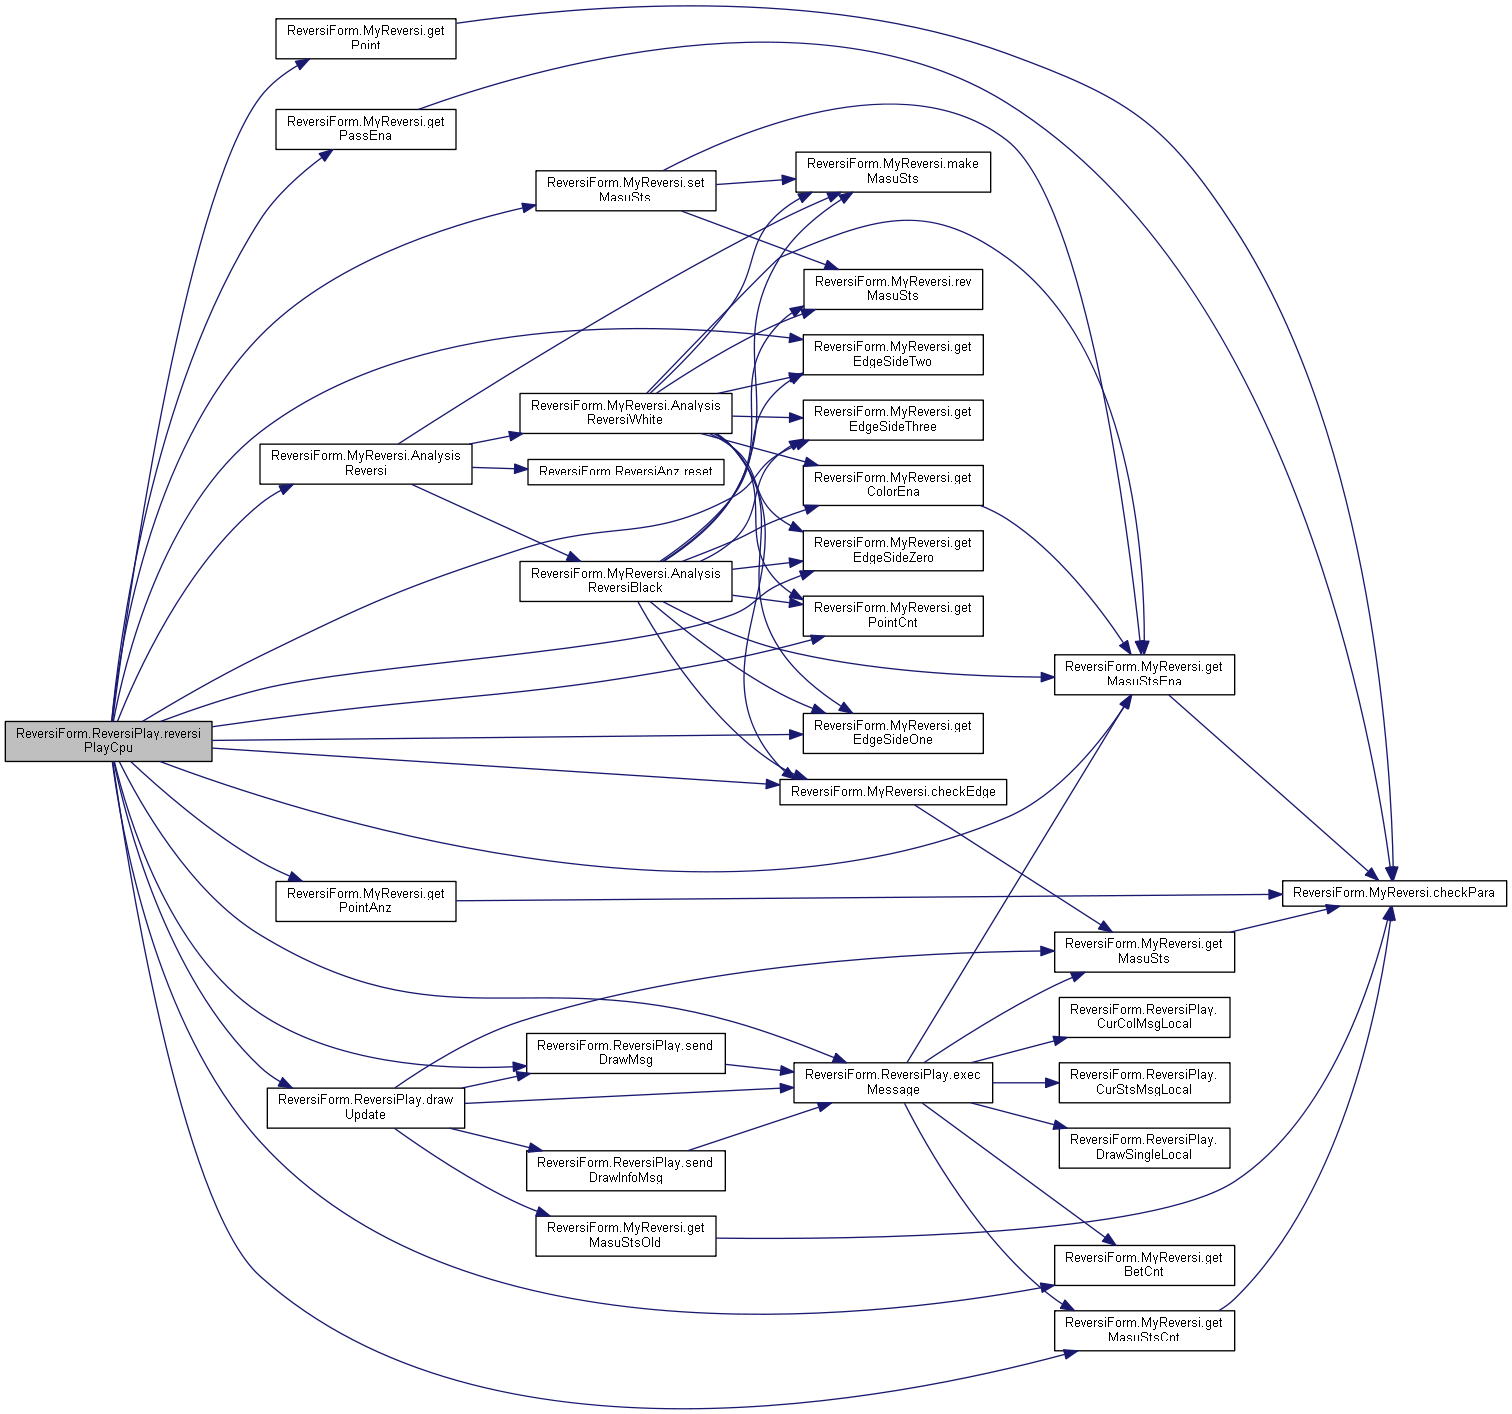 ReversiForm.MyReversi.get
Point
ReversiForm.MyReversi.get
PassEna
ReversiForm.MyReversi.set
MasuSts
ReversiForm.MyReversi.make
MasuSts
ReversiForm.MyReversi.rev
MasuSts
ReversiForm.MyReversi.get
EdgeSideTwo
ReversiForm.MyReversi.Analysis
ReversiWhite
ReversiForm.MyReversi.get
EdgeSideThree
ReversiForm.MyReversi.Analysis
Reversi
ReversiForm.ReversiAnz.reset
ReversiForm.MyReversi.get
ColorEna
ReversiForm.MyReversi.get
EdgeSideZero
ReversiForm.MyReversi.Analysis
ReversiBlack
ReversiForm.MyReversi.get
PointCnt
ReversiForm.MyReversi.get
MasuStsEna
ReversiForm.ReversiPlay.reversi
PlayCpu
ReversiForm.MyReversi.get
EdgeSideOne
ReversiForm.MyReversi.checkEdge
ReversiForm.MyReversi.get
PointAnz
ReversiForm.MyReversi.checkPara
ReversiForm.MyReversi.get
MasuSts
ReversiForm.ReversiPlay.
CurColMsgLocal
ReversiForm.ReversiPlay.send
DrawMsg
ReversiForm.ReversiPlay.exec
Message
ReversiForm.ReversiPlay.
CurStsMsgLocal
ReversiForm.ReversiPlay.draw
Update
ReversiForm.ReversiPlay.
DrawSingleLocal
ReversiForm.ReversiPlay.send
DrawInfoMsg
ReversiForm.MyReversi.get
MasuStsOld
ReversiForm.MyReversi.get
BetCnt
ReversiForm.MyReversi.get
MasuStsCnt